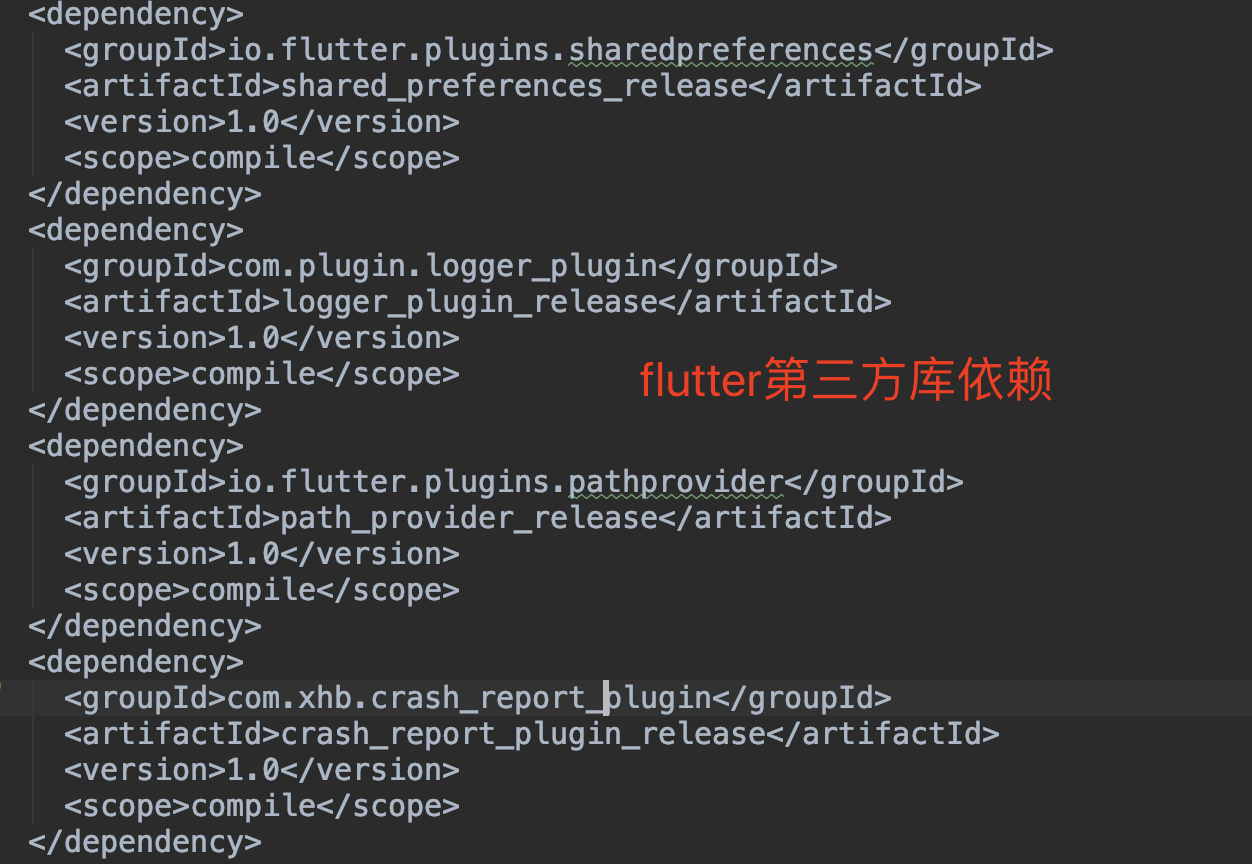 <dependency>
<groupId>io.flutter.plugins.sharedpreferences</groupId>
<artifactId>shared_preferences_release</artifactId>
<version>1.0</version>
<scope>compile</scope>
</dependency>
<dependency>
<groupId>com.plugin.logger_plugin</groupId>
<artifactId>logger_plugin_release</artifactId>
<version>1.0</version>
<scope>compile</scope>
flutter第三方库依赖
</dependency>
<dependency>
<groupId>io.flutter.plugins.pathprovider</groupId>
<artifactId>path_provider_release</artifactId>
<version>1.0</version>
<scope>compile</scope>
</dependency>
<dependency>
<groupId>com.xhb.crash_report_plugin</groupId>
<artifactId>crash_report_plugin_release</artifactId>
<version>1.0</version>
<scope>compile</scope>
</dependency>